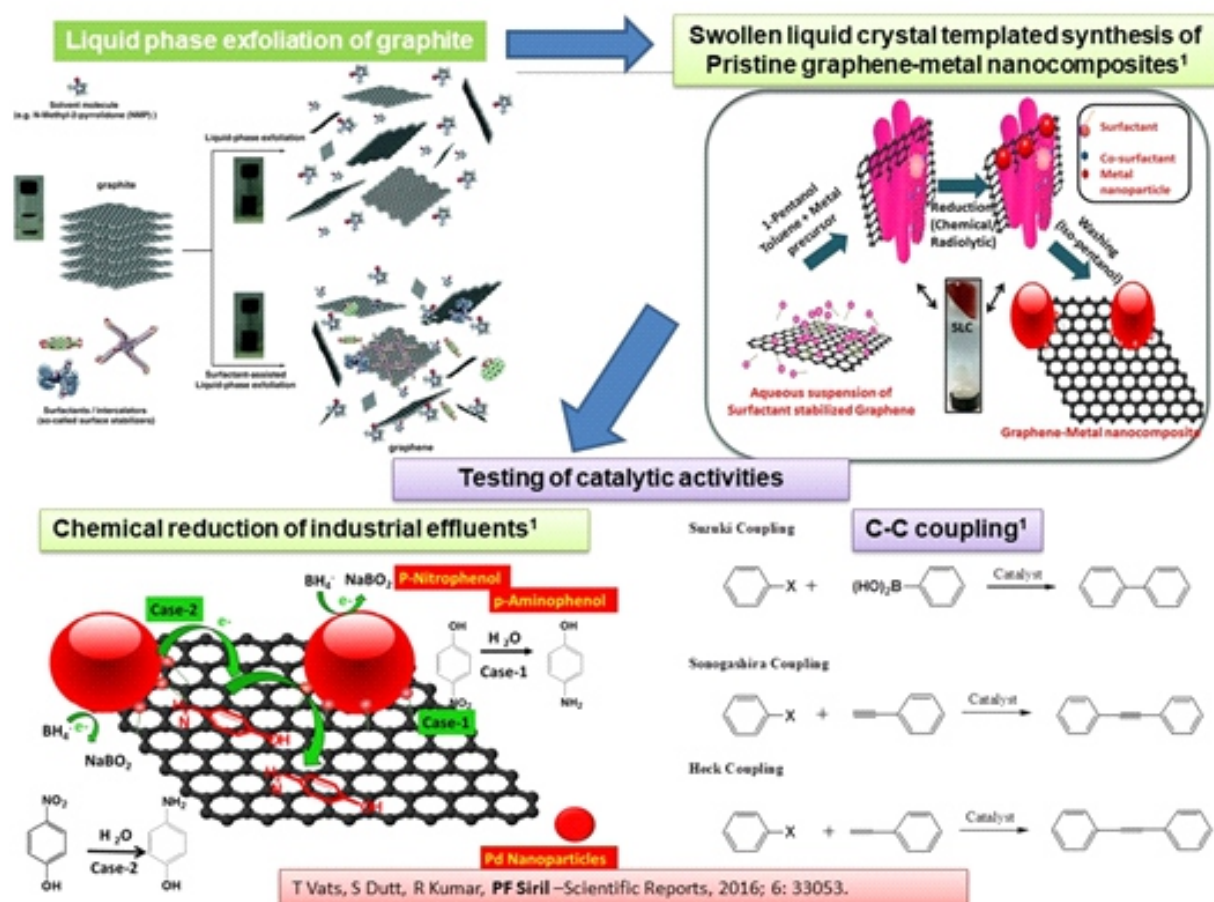 Liquid phase exfoliation of graphite
Swollen liquid crystal templated synthesis of
Pristine graphene-metal nanocomposites¹
Solvent molecule
(e.g. N-Methyl-2-pyrrolidone (NMP);)
Liquid-phase exfoliation
graphite
Surfactant-assisted
Liquid-phase exfoliation
Surfactants / intercalators
(so-called surface stabilizers)
graphene
Surfactant
Co-surfactant
Metal
nanoparticle
1-Pentanol
Toluene + Metal
precursor
Reduction
(Chemical/
Radiolytic)
Washing
(Iso-pentanol)
SLC
Aqueous suspension of
Surfactant stabilized Graphene
Graphene-Metal nanocomposite
Testing of catalytic activities
Chemical reduction of industrial effluents¹
BH₄⁻
NaBO₂
e-
P-Nitrophenol
p-Aminophenol
Case-2
e-
OH
NO₂
H ₂O
Case-1
OH
NH₂
Case-1
H
N
OH
H
N
OH
BH₄⁻
e-
NaBO₂
NO₂
OH
H ₂O
Case-2
NH₂
OH
Pd Nanoparticles
Suzuki Coupling
C-C coupling¹
X + (HO)₂B Catalyst
Sonogashira Coupling
X + Catalyst
Heck Coupling
X + Catalyst
T Vats, S Dutt, R Kumar, PF Siril –Scientific Reports, 2016; 6: 33053.